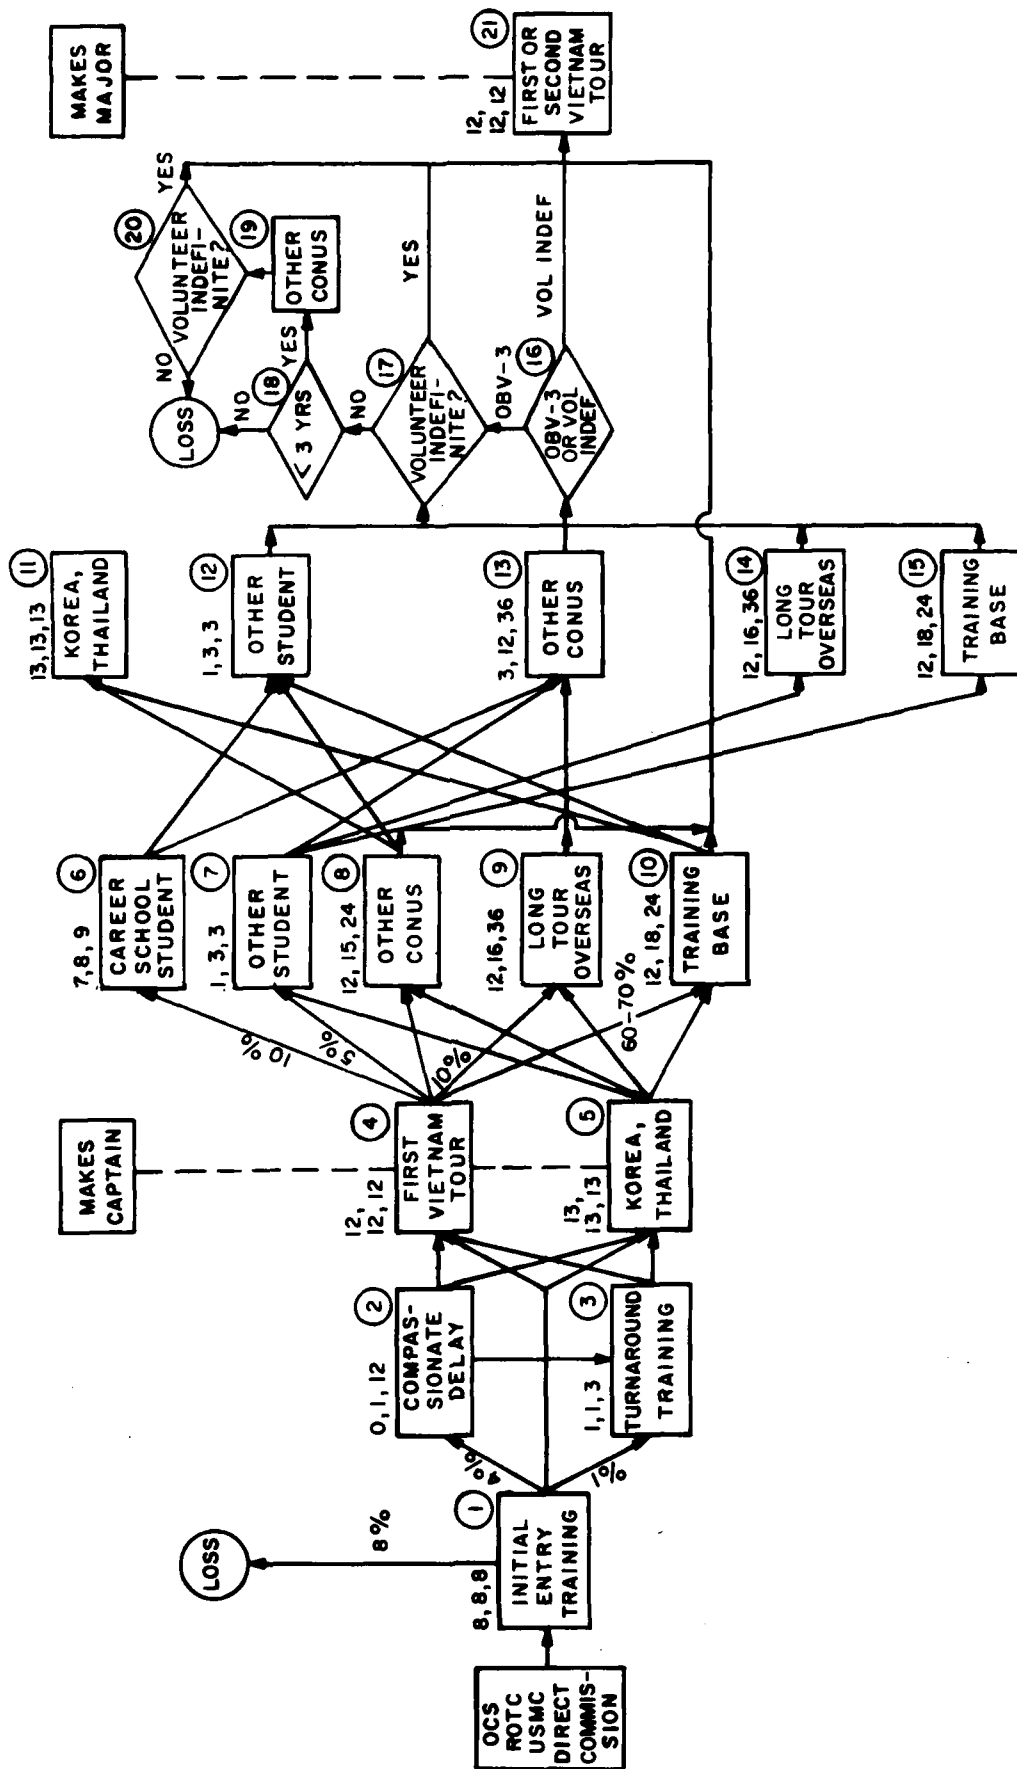 OCS
ROTC
USMC
DIRECT
COMMIS-
SION
8, 8, 8
1
INITIAL
ENTRY
TRAINING
8%
LOSS
4%
1%
0, 1, 12
2
COMPAS-
SIONATE
DELAY
1, 1, 3
3
TURNAROUND
TRAINING
MAKES
CAPTAIN
12,
12, 12
4
FIRST
VIETNAM
TOUR
13,
13, 13
5
KOREA,
THAILAND
10%
5%
10%
60-70%
7, 8, 9
6
CAREER
SCHOOL
STUDENT
1, 3, 3
7
OTHER
STUDENT
12, 15, 24
8
OTHER
CONUS
12, 16, 36
9
LONG
TOUR
OVERSEAS
12, 18, 24
10
TRAINING
BASE
13, 13, 13
11
KOREA,
THAILAND
1, 3, 3
12
OTHER
STUDENT
3, 12, 36
13
OTHER
CONUS
12, 16, 36
14
LONG
TOUR
OVERSEAS
12, 18, 24
15
TRAINING
BASE
16
OBV-3
OR VOL
INDEF
OBV-3
VOL INDEF
17
VOLUNTEER
INDEFI-
NITE?
NO
YES
18
< 3 YRS
NO
YES
LOSS
19
OTHER
CONUS
20
VOLUNTEER
INDEFI-
NITE?
NO
YES
MAKES
MAJOR
12,
12, 12
21
FIRST OR
SECOND
VIETNAM
TOUR